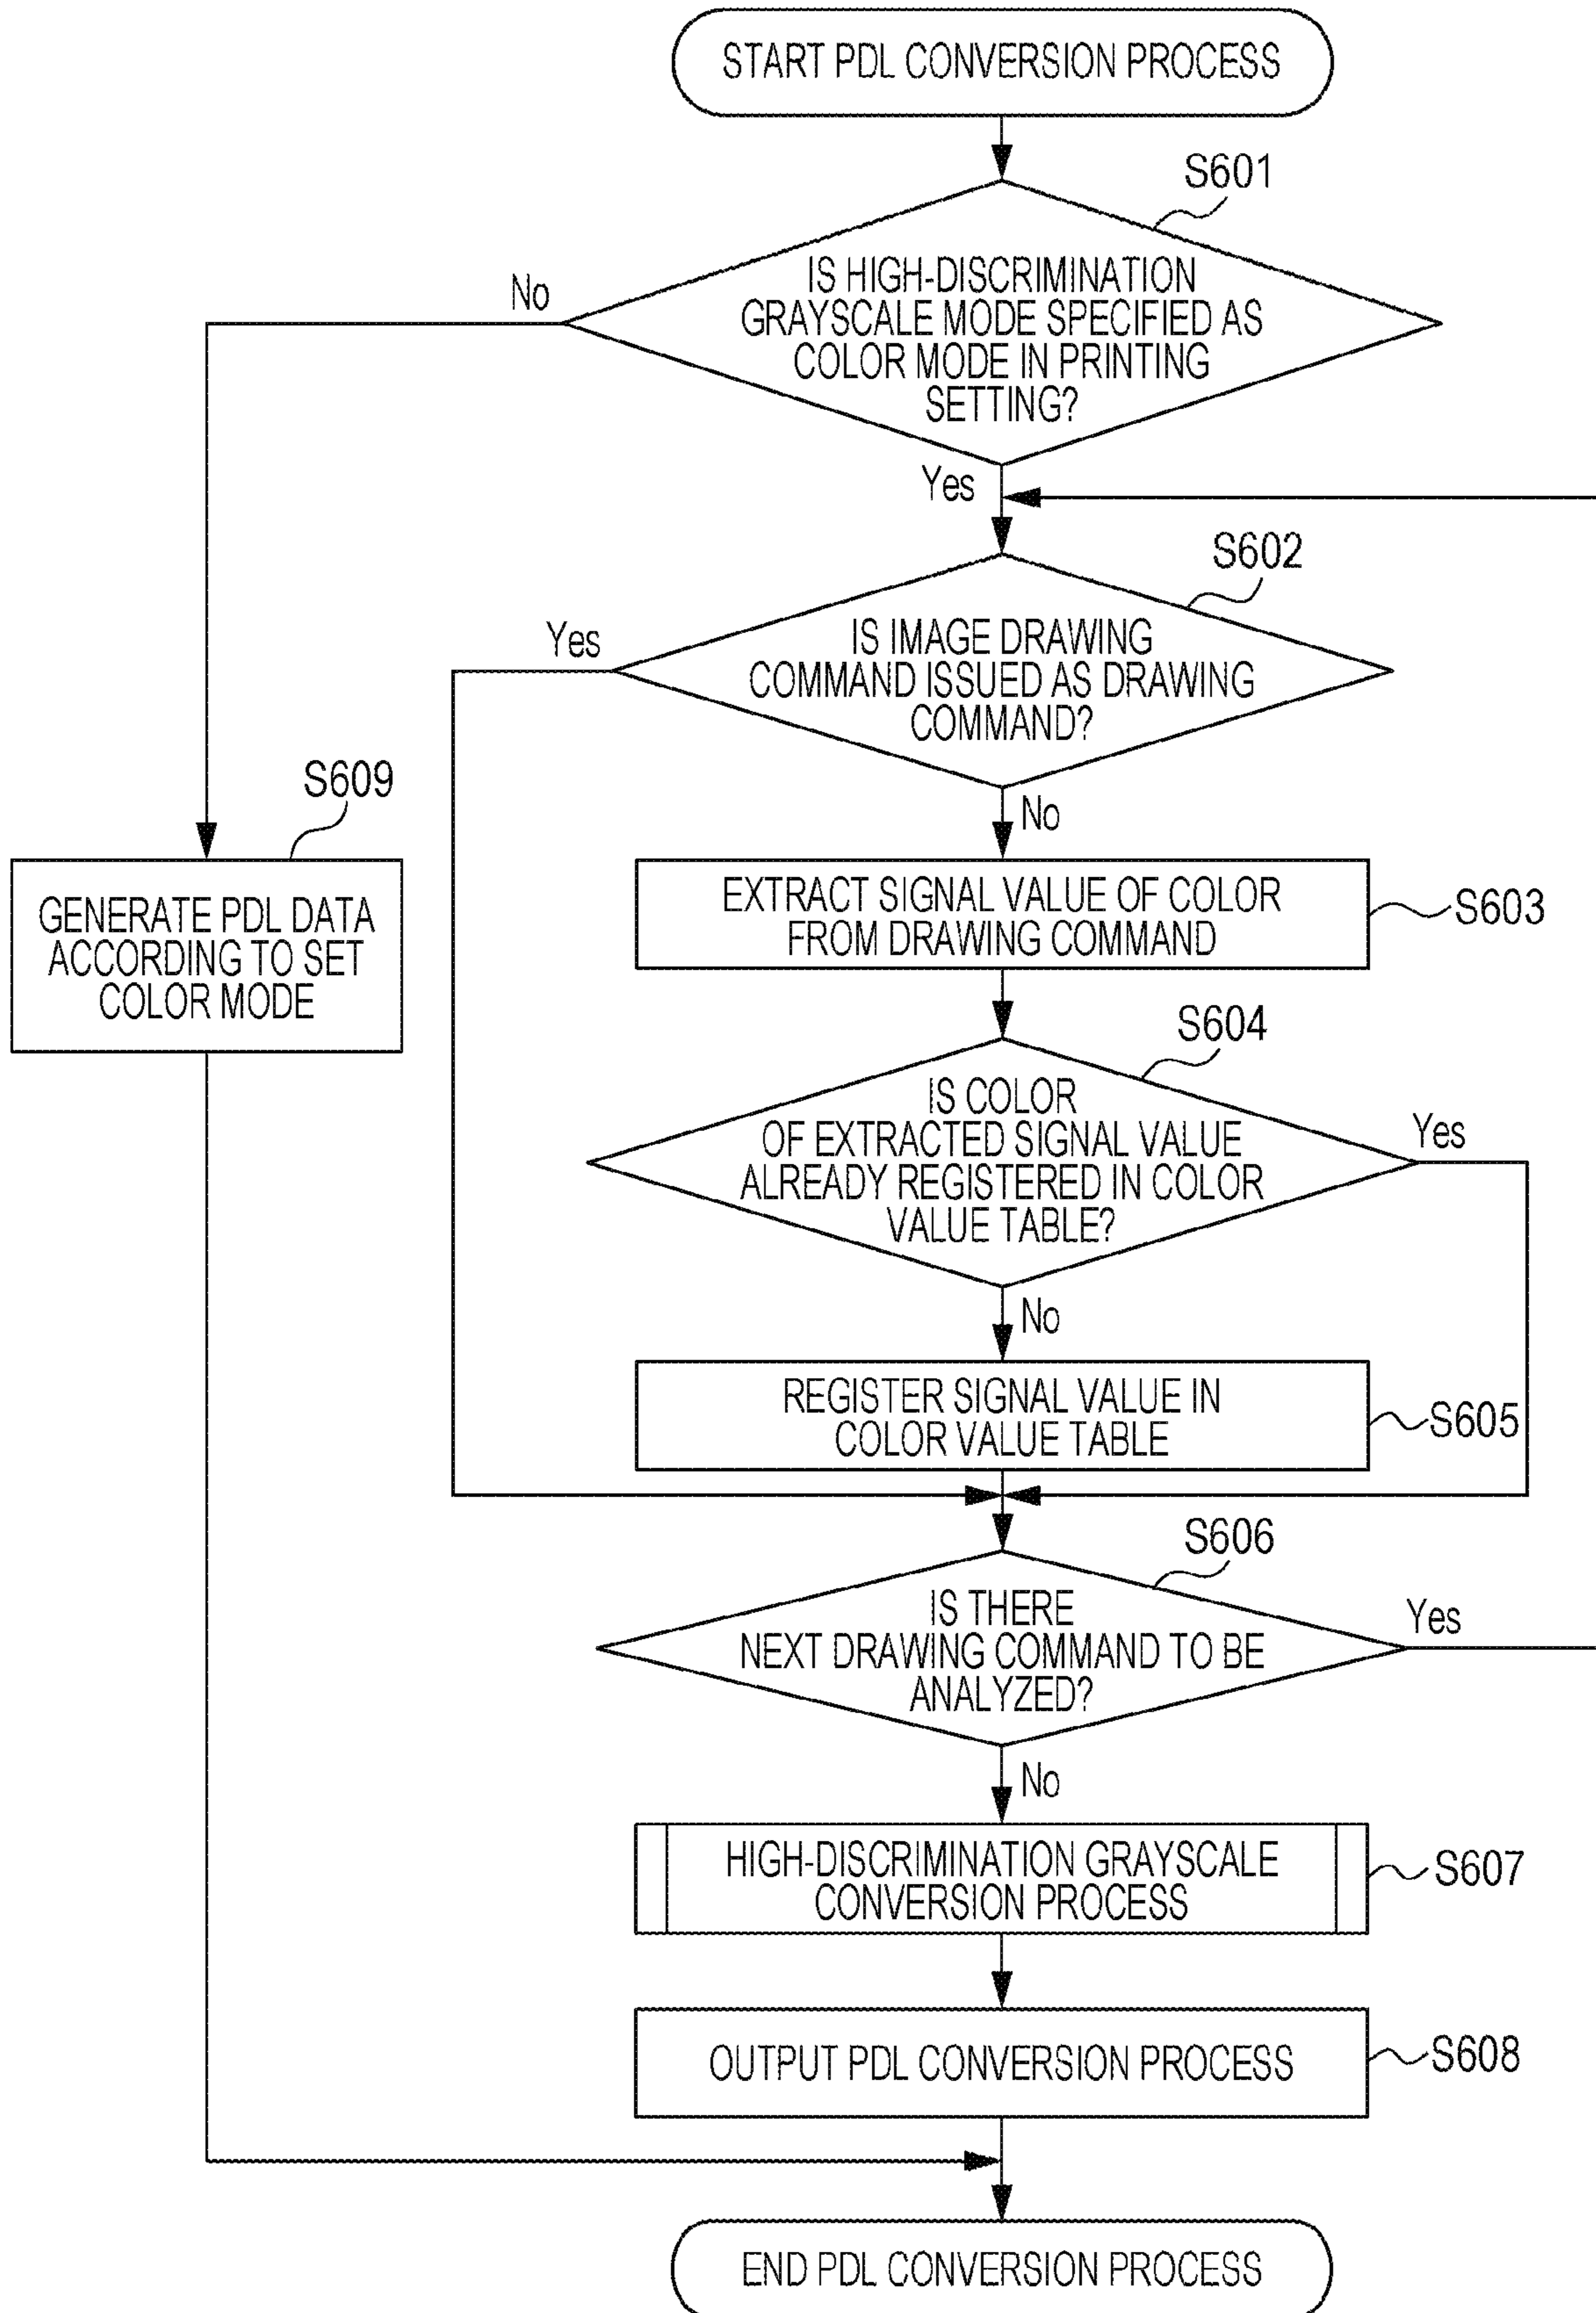 START PDL CONVERSION PROCESS
S601
IS HIGH-DISCRIMINATION
GRAYSCALE MODE SPECIFIED AS
COLOR MODE IN PRINTING
SETTING?
No
Yes
S602
IS IMAGE DRAWING
COMMAND ISSUED AS DRAWING
COMMAND?
Yes
No
S609
GENERATE PDL DATA
ACCORDING TO SET
COLOR MODE
EXTRACT SIGNAL VALUE OF COLOR
FROM DRAWING COMMAND
S603
S604
IS COLOR
OF EXTRACTED SIGNAL VALUE
ALREADY REGISTERED IN COLOR
VALUE TABLE?
Yes
No
REGISTER SIGNAL VALUE IN
COLOR VALUE TABLE
S605
S606
IS THERE
NEXT DRAWING COMMAND TO BE
ANALYZED?
Yes
No
HIGH-DISCRIMINATION GRAYSCALE
CONVERSION PROCESS
S607
OUTPUT PDL CONVERSION PROCESS
S608
END PDL CONVERSION PROCESS